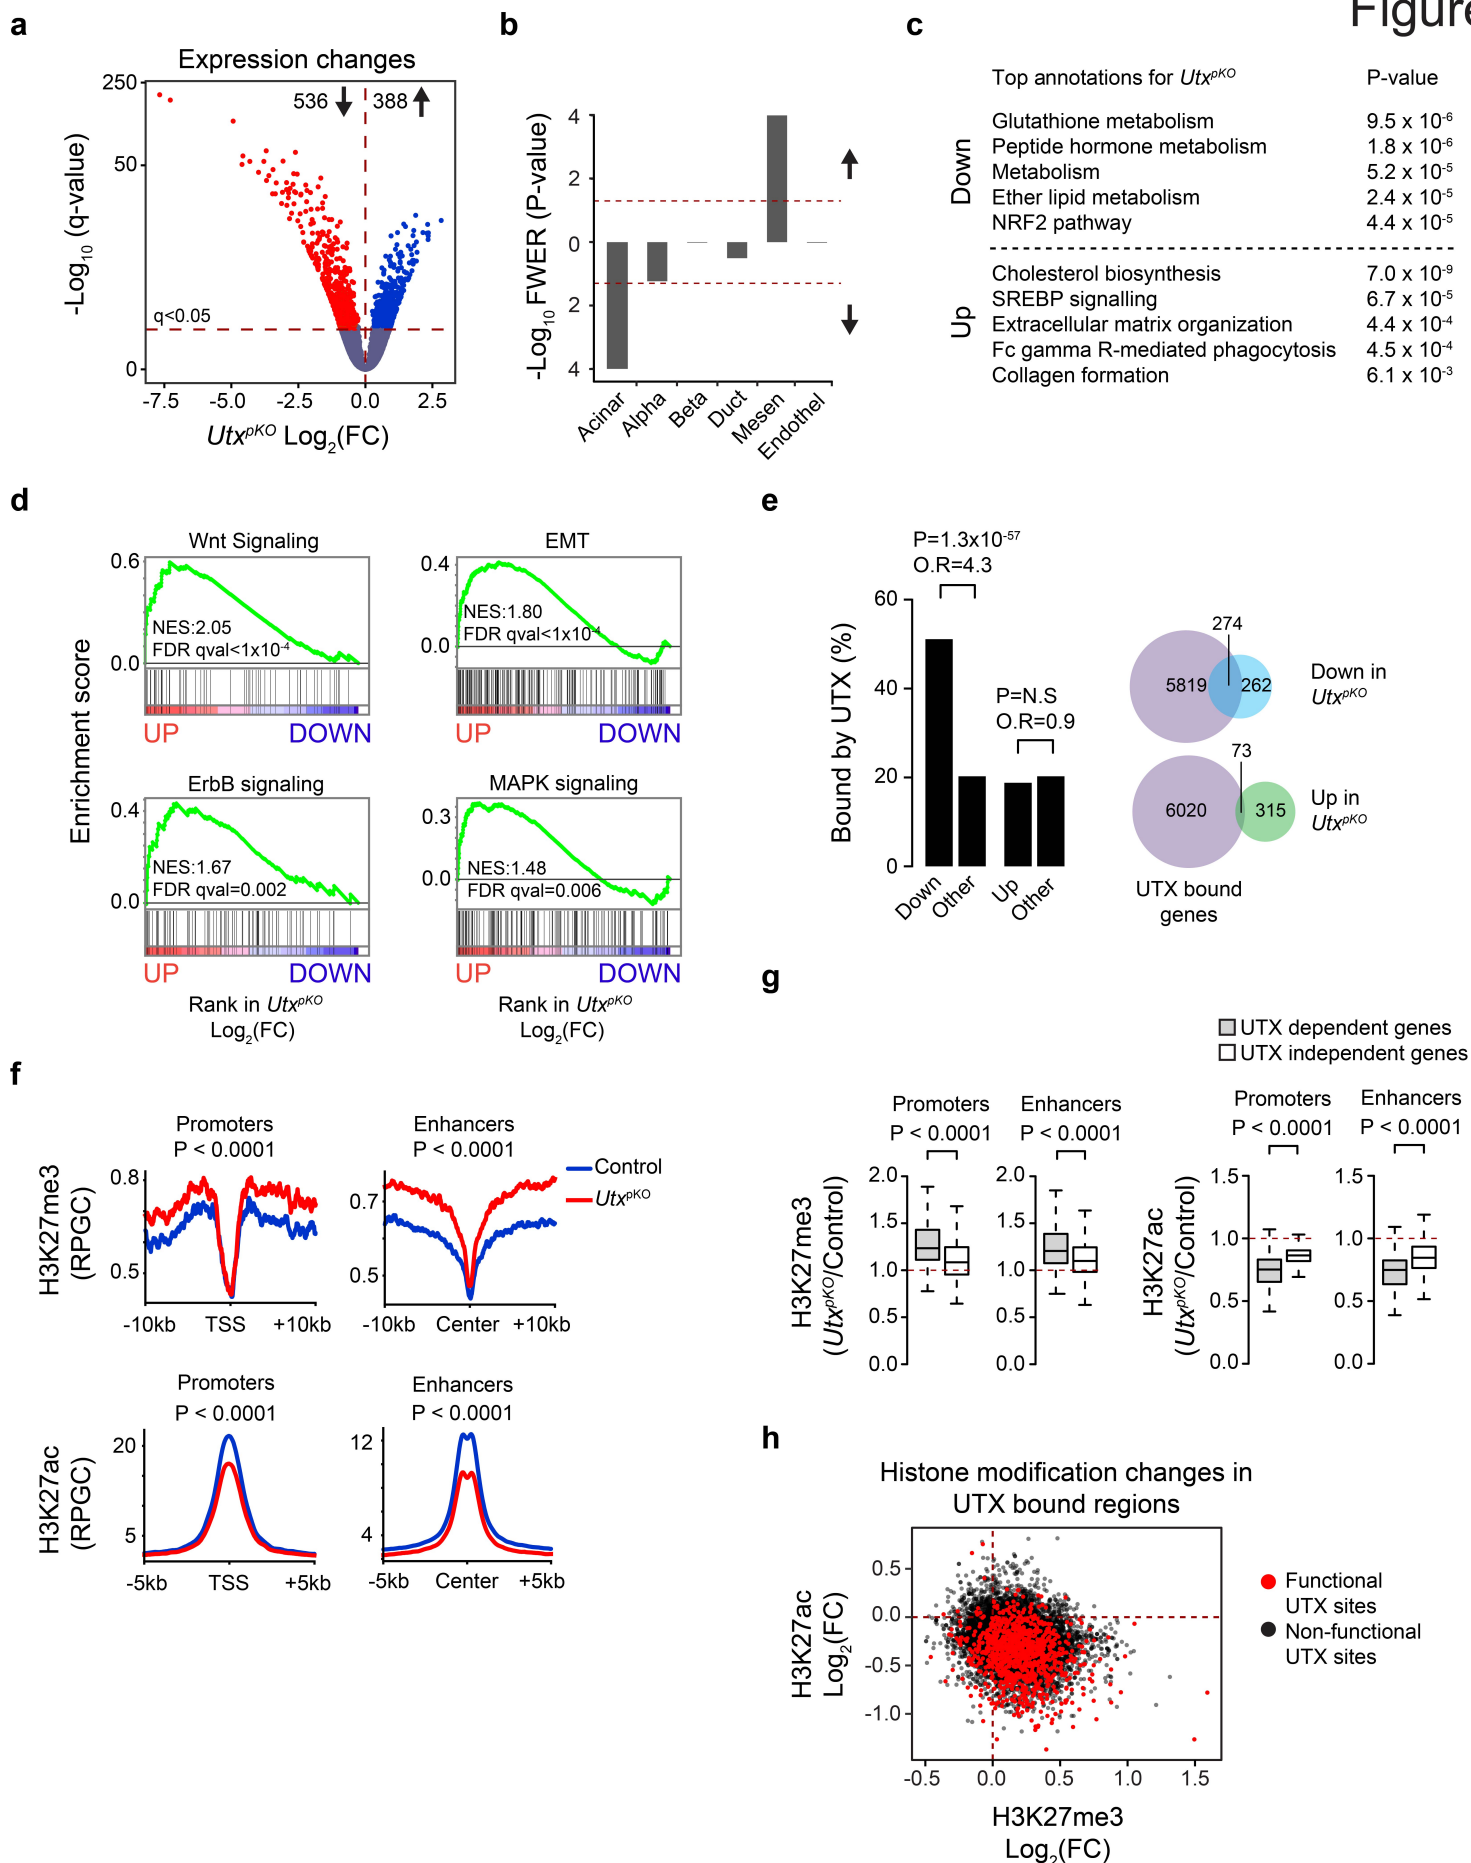 Figure
a
Expression changes
250
50
0
-Log10 (q-value)
536
388
q<0.05
-7.5 -5.0 -2.5 0.0 2.5
UtxpKO Log2(FC)
b
-Log10 FWER (P-value)
4
2
0
2
4
Acinar
Alpha
Beta
Duct
Mesen
Endothel
c
Top annotations for UtxpKO P-value
Down
Glutathione metabolism 9.5 x 10-6
Peptide hormone metabolism 1.8 x 10-6
Metabolism 5.2 x 10-5
Ether lipid metabolism 2.4 x 10-5
NRF2 pathway 4.4 x 10-5
Up
Cholesterol biosynthesis 7.0 x 10-9
SREBP signalling 6.7 x 10-5
Extracellular matrix organization 4.4 x 10-4
Fc gamma R-mediated phagocytosis 4.5 x 10-4
Collagen formation 6.1 x 10-3
d
Enrichment score
Wnt Signaling
0.6
0.0
NES:2.05
FDR qval<1x10-4
UP DOWN
EMT
0.4
0.0
NES:1.80
FDR qval<1x10-4
UP DOWN
ErbB signaling
0.4
0.0
NES:1.67
FDR qval=0.002
UP DOWN
Rank in UtxpKO
Log2(FC)
MAPK signaling
0.3
0.0
NES:1.48
FDR qval=0.006
UP DOWN
Rank in UtxpKO
Log2(FC)
e
P=1.3x10-57
O.R=4.3
P=N.S
O.R=0.9
Bound by UTX (%)
60
40
20
0
Down
Other
Up
Other
274
5819
262
Down in
UtxpKO
73
6020
315
Up in
UtxpKO
UTX bound
genes
f
Promoters
P < 0.0001
H3K27me3
(RPGC)
0.8
0.5
-10kb TSS +10kb
Enhancers
P < 0.0001
0.7
0.5
-10kb Center +10kb
Control
UtxpKO
Promoters
P < 0.0001
H3K27ac
(RPGC)
20
5
-5kb TSS +5kb
Enhancers
P < 0.0001
12
4
-5kb Center +5kb
g
UTX dependent genes
UTX independent genes
Promoters
P < 0.0001
H3K27me3
(UtxpKO/Control)
2.0
1.5
1.0
0.5
0.0
Enhancers
P < 0.0001
2.0
1.5
1.0
0.5
0.0
Promoters
P < 0.0001
H3K27ac
(UtxpKO/Control)
1.5
1.0
0.5
0.0
Enhancers
P < 0.0001
1.5
1.0
0.5
0.0
h
Histone modification changes in
UTX bound regions
H3K27ac
Log2(FC)
0.5
0.0
-0.5
-1.0
-0.5 0.0 0.5 1.0 1.5
H3K27me3
Log2(FC)
Functional
UTX sites
Non-functional
UTX sites